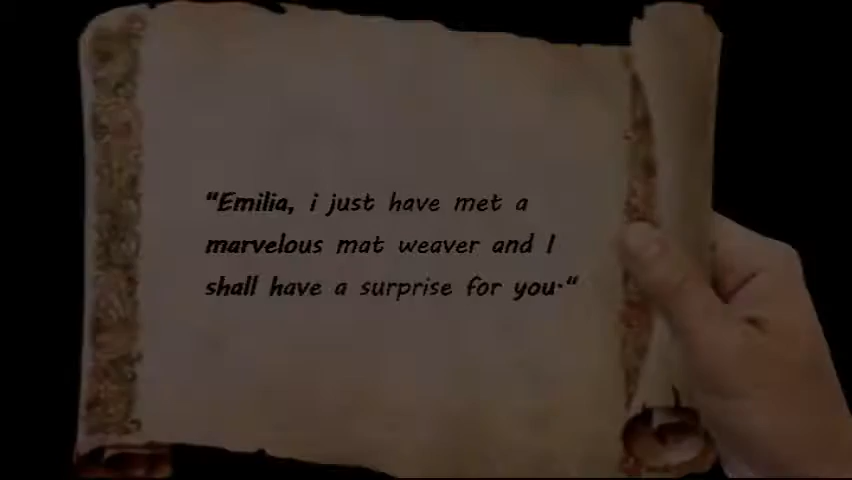 “Emilia, i just have met a
marvelous mat weaver and I
shall have a surprise for you.“